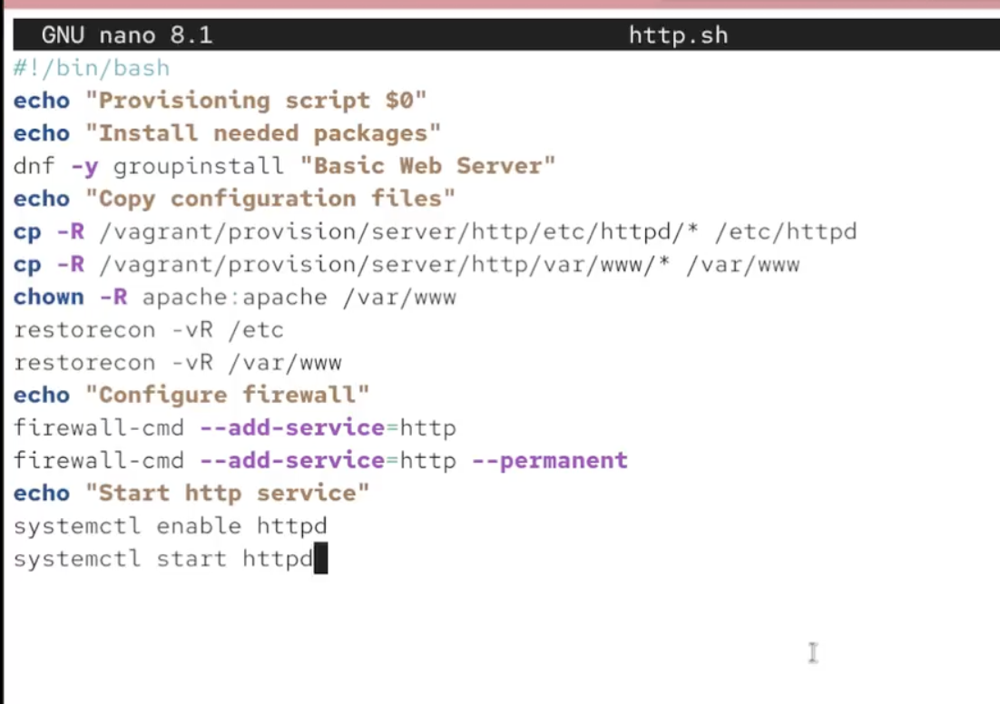 GNU nano 8.1 http.sh
#!/bin/bash
echo "Provisioning script $0"
echo "Install needed packages"
dnf -y groupinstall "Basic Web Server"
echo "Copy configuration files"
cp -R /vagrant/provision/server/http/etc/httpd/* /etc/httpd
cp -R /vagrant/provision/server/http/var/www/* /var/www
chown -R apache:apache /var/www
restorecon -vR /etc
restorecon -vR /var/www
echo "Configure firewall"
firewall-cmd --add-service=http
firewall-cmd --add-service=http --permanent
echo "Start http service"
systemctl enable httpd
systemctl start httpd